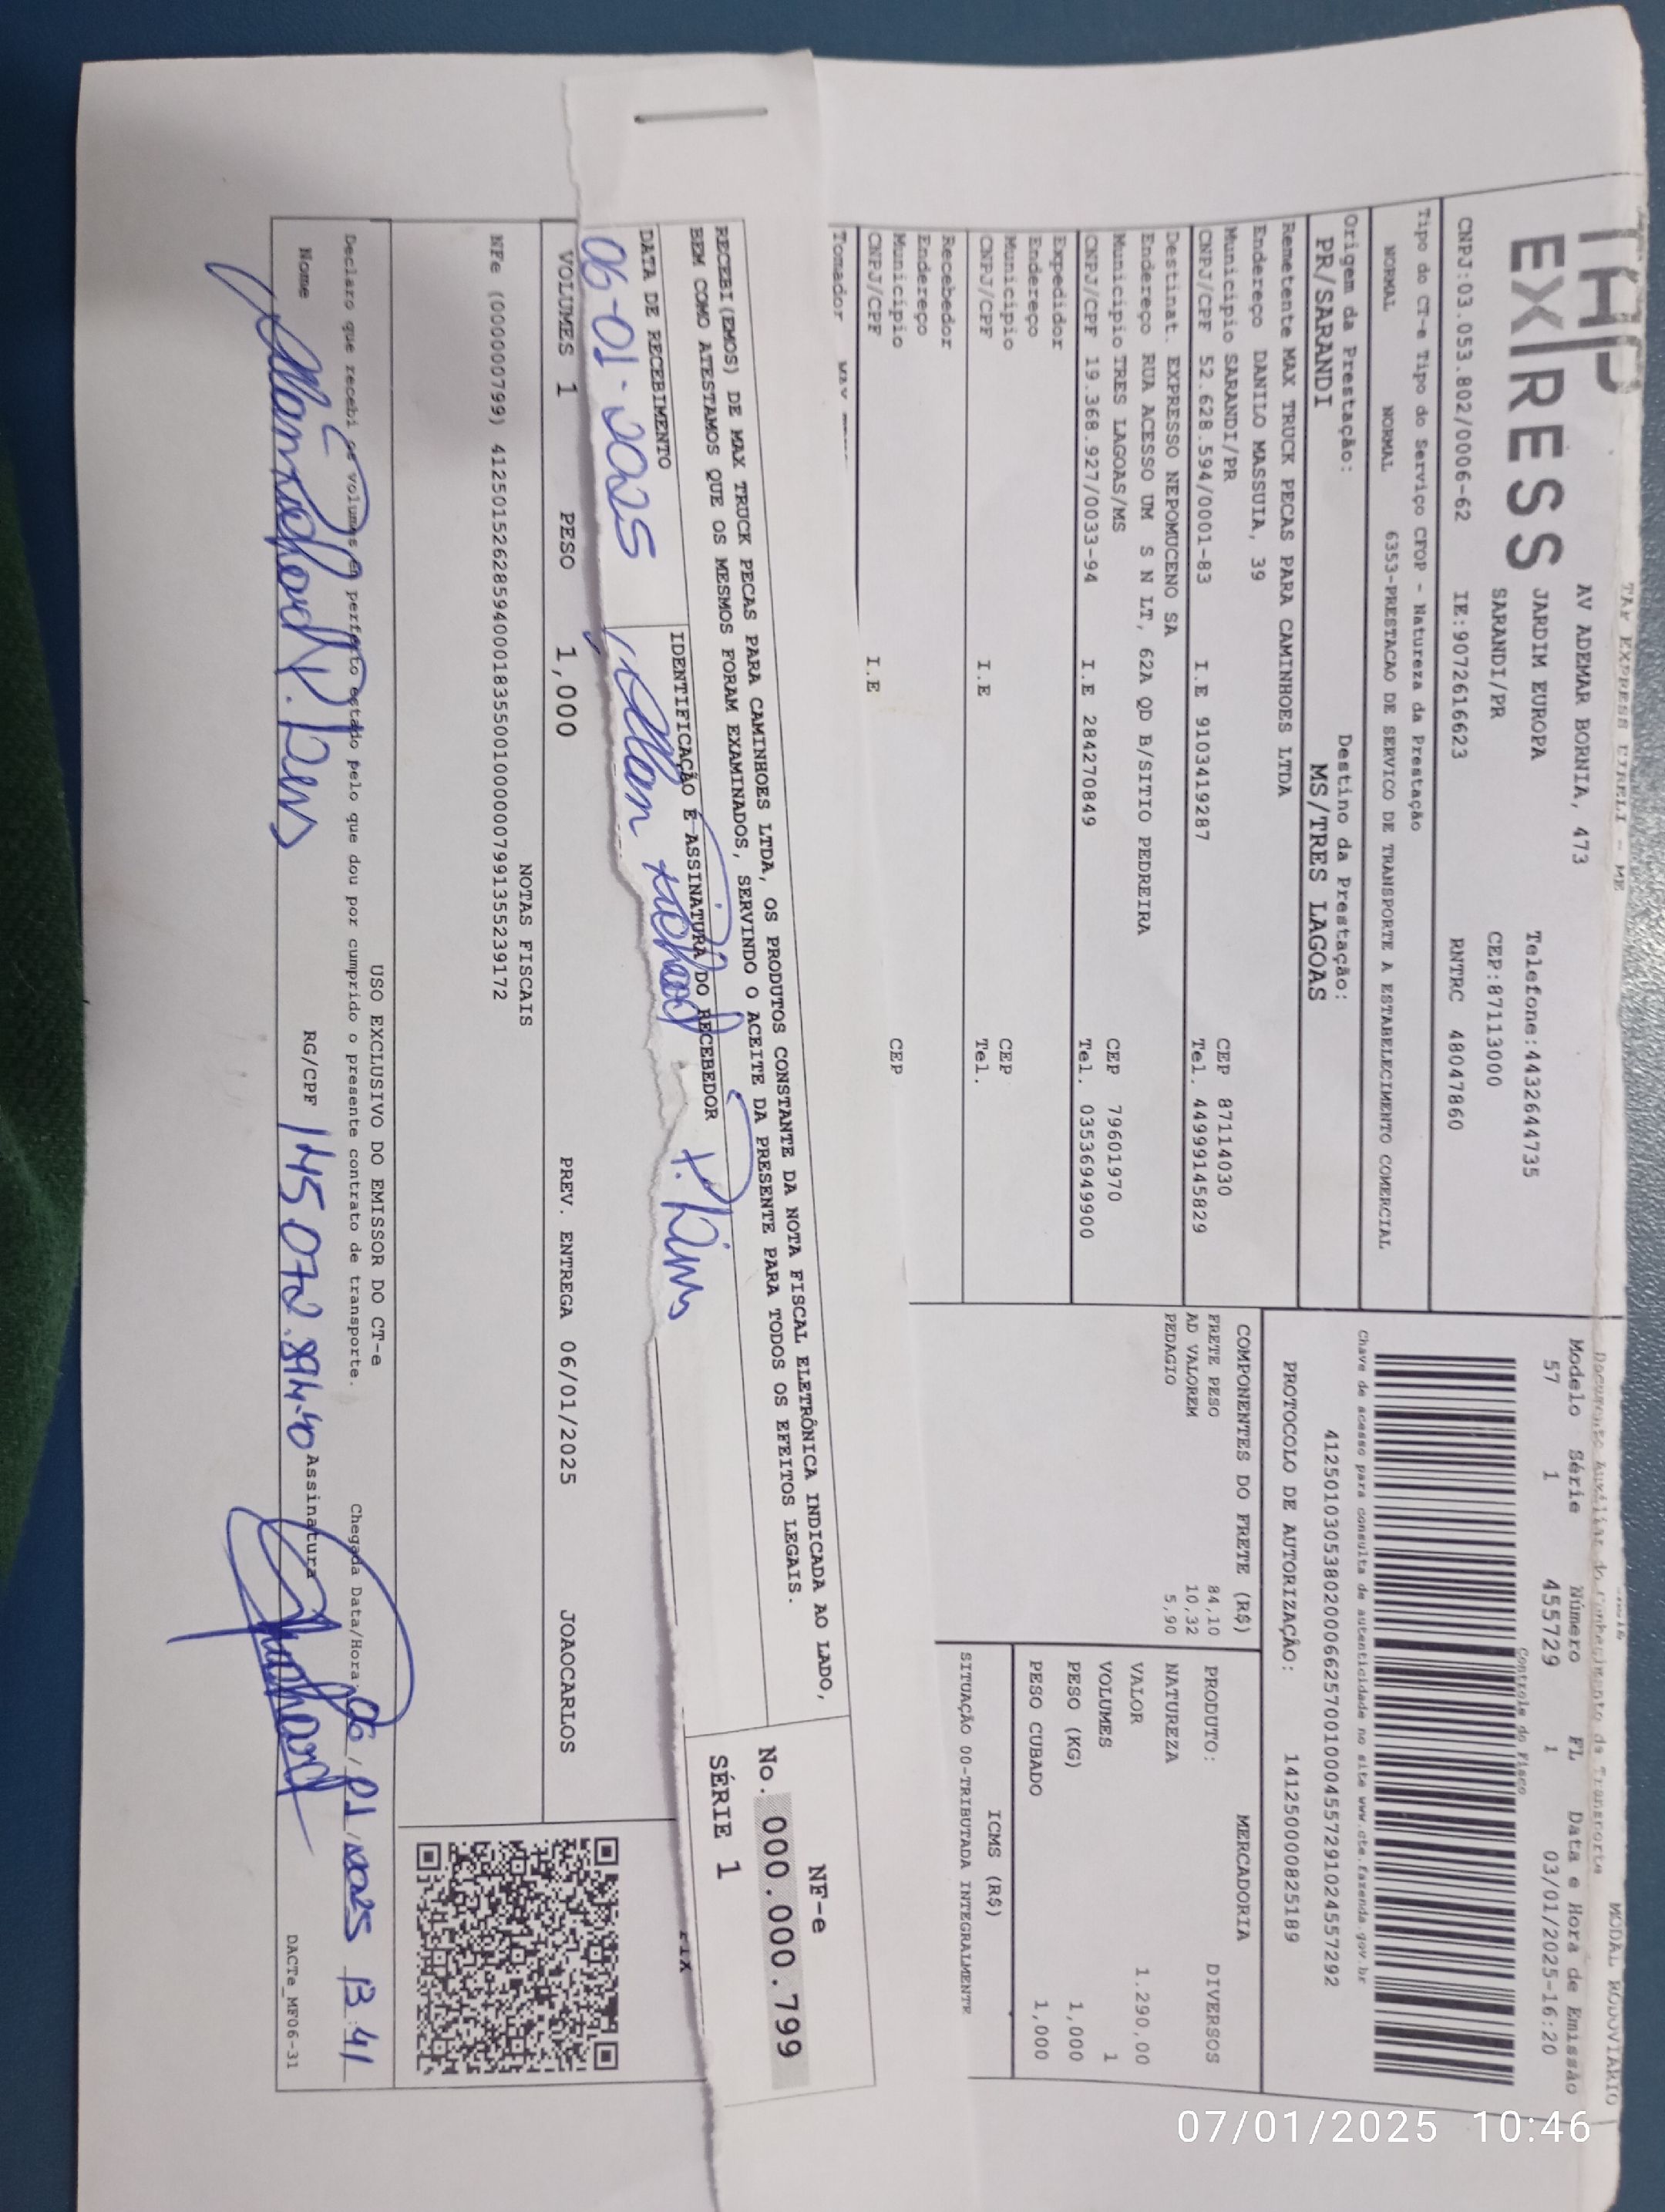 THP
EXPRESS
AV ADEMAR BORNIA, 473
JARDIM EUROPA Telefone:4432644735
SARANDI/PR CEP:87113000
CNPJ:03.053.802/0006-62 IE:9072616623 RNTRC 48047860
Tipo do CT-e Tipo do Serviço CFOP - Natureza da Prestação
NORMAL NORMAL 6353-PRESTACAO DE SERVICO DE TRANSPORTE A ESTABELECIMENTO COMERCIAL
Origem da Prestação: Destino da Prestação:
PR/SARANDI MS/TRES LAGOAS
Remetente MAX TRUCK PECAS PARA CAMINHOES LTDA
Endereço DANILO MASSUIA, 39
Municipio SARANDI/PR CEP 87114030
CNPJ/CPF 52.628.594/0001-83 I.E 9103419287 Tel. 44999145829
Destinat. EXPRESSO NEPOMUCENO SA
Endereço RUA ACESSO UM S N LT, 62A QD B/SITIO PEDREIRA
Municipio TRES LAGOAS/MS CEP 79601970
CNPJ/CPF 19.368.927/0033-94 I.E 284270849 Tel. 03536949900
Expedidor
Endereço
Municipio CEP
CNPJ/CPF I.E Tel.
Recebedor
Endereço
Municipio CEP
CNPJ/CPF I.E
Tomador
MODAL RODOVIÁRIO
Documento Auxiliar do Conhecimento de Transporte
Modelo Série Número FL Data e Hora de Emissão
57 1 455729 1 03/01/2025-16:20
Controle do Fisco
Chave de acesso para consulta de autenticidade no site www.cte.fazenda.gov.br
41250103053802000662570010004557291024557292
PROTOCOLO DE AUTORIZAÇÃO: 141250000825189
COMPONENTES DO FRETE (R$)
FRETE PESO 84,10
AD VALOREM 10,32
PEDAGIO 5,90
MERCADORIA
PRODUTO: DIVERSOS
NATUREZA
VALOR 1.290,00
VOLUMES 1
PESO (KG) 1,000
PESO CUBADO 1,000
ICMS (R$)
SITUAÇÃO 00-TRIBUTADA INTEGRALMENTE
RECEBI(EMOS) DE MAX TRUCK PECAS PARA CAMINHOES LTDA, OS PRODUTOS CONSTANTE DA NOTA FISCAL ELETRÔNICA INDICADA AO LADO,
BEM COMO ATESTAMOS QUE OS MESMOS FORAM EXAMINADOS, SERVINDO O ACEITE DA PRESENTE PARA TODOS OS EFEITOS LEGAIS.
DATA DE RECEBIMENTO IDENTIFICAÇÃO E ASSINATURA DO RECEBEDOR
06-01-2025
NF-e
No. 000.000.799
SÉRIE 1
VOLUMES 1 PESO 1,000 PREV. ENTREGA 06/01/2025 JOAOCARLOS
NOTAS FISCAIS
NFe (000000799) 41250152628594000183550010000007991355239172
USO EXCLUSIVO DO EMISSOR DO CT-e
Declaro que recebi os volumes em perfeito estado pelo que dou por cumprido o presente contrato de transporte. Chegada Data/Hora 06/01/2025 13:41
Nome RG/CPF 145 072.894-40 Assinatura
DACTe_MF06-31
07/01/2025 10:46